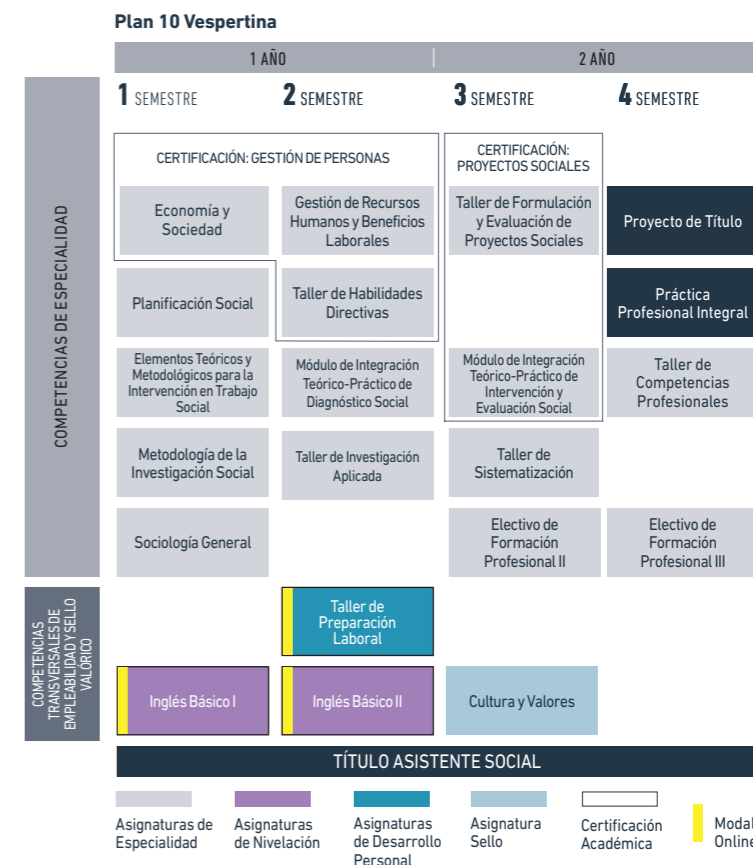 Plan 10 Vespertina
1 AÑO
2 AÑO
1 SEMESTRE
2 SEMESTRE
3 SEMESTRE
4 SEMESTRE
COMPETENCIAS DE ESPECIALIDAD
CERTIFICACIÓN: GESTIÓN DE PERSONAS
CERTIFICACIÓN:
PROYECTOS SOCIALES
Economía y
Sociedad
Gestión de Recursos
Humanos y Beneficios
Laborales
Taller de Formulación
y Evaluación de
Proyectos Sociales
Proyecto de Título
Planificación Social
Taller de Habilidades
Directivas
Práctica
Profesional Integral
Elementos Teóricos y
Metodológicos para la
Intervención en Trabajo
Social
Módulo de Integración
Teórico-Práctico de
Diagnóstico Social
Módulo de Integración
Teórico-Práctico de
Intervención y
Evaluación Social
Taller de
Competencias
Profesionales
Metodología de la
Investigación Social
Taller de Investigación
Aplicada
Taller de
Sistematización
Sociología General
Electivo de
Formación
Profesional II
Electivo de
Formación
Profesional III
COMPETENCIAS
TRANSVERSALES DE
EMPLEABILIDAD Y SELLO
VALÓRICO
Taller de
Preparación
Laboral
Inglés Básico I
Inglés Básico II
Cultura y Valores
TÍTULO ASISTENTE SOCIAL
Asignaturas de
Especialidad
Asignaturas
de Nivelación
Asignaturas
de Desarrollo
Personal
Asignatura
Sello
Certificación
Académica
Modal
Online